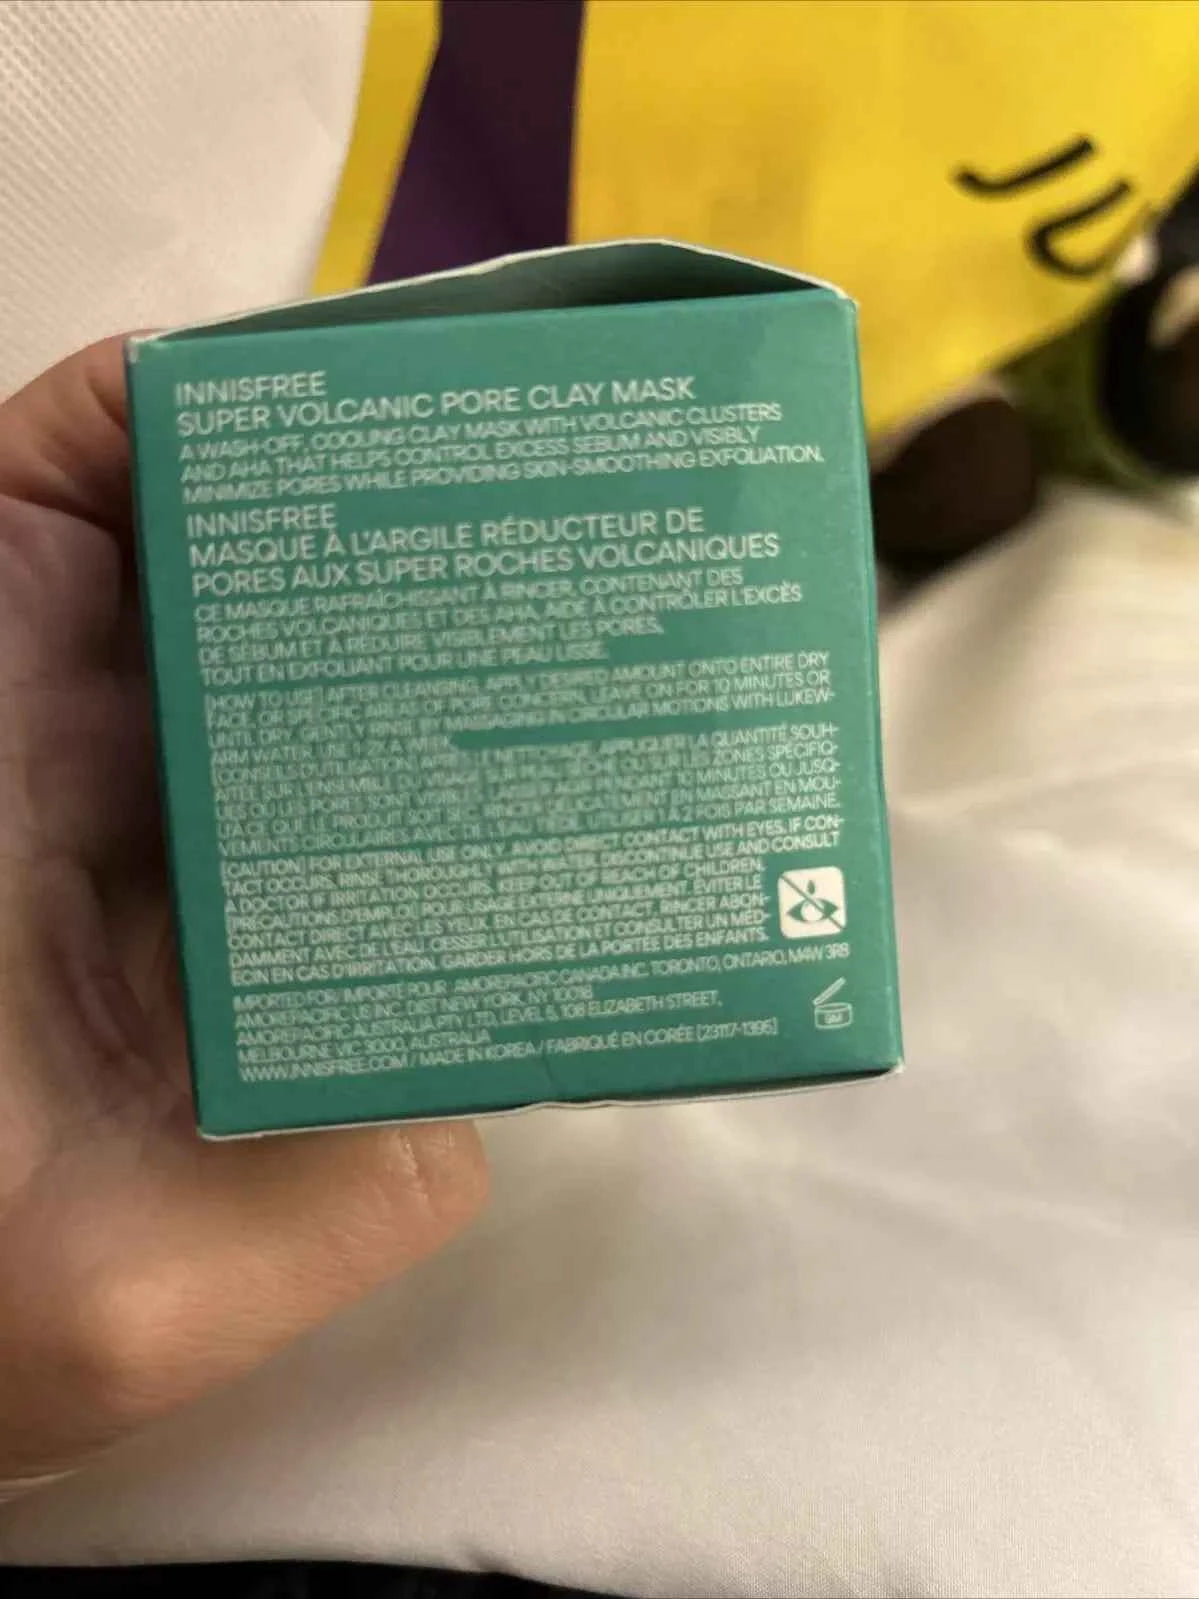 JU
INNISFREE
SUPER VOLCANIC PORE CLAY MASK
A WASH-OFF, COOLING CLAY MASK WITH VOLCANIC CLUSTERS
AND AHA THAT HELPS CONTROL EXCESS SEBUM AND VISIBLY
MINIMIZE PORES WHILE PROVIDING SKIN-SMOOTHING EXFOLIATION.
INNISFREE
MASQUE À L'ARGILE RÉDUCTEUR DE
PORES AUX SUPER ROCHES VOLCANIQUES
CE MASQUE RAFRAÎCHISSANT À RINCER, CONTENANT DES
ROCHES VOLCANIQUES ET DES AHA, AIDE À CONTRÔLER L'EXCÈS
DE SÉBUM ET À RÉDUIRE VISIBLEMENT LES PORES,
TOUT EN EXFOLIANT POUR UNE PEAU LISSE.
[HOW TO USE] AFTER CLEANSING, APPLY DESIRED AMOUNT ONTO ENTIRE DRY
FACE, OR SPECIFIC AREAS OF PORE CONCERN. LEAVE ON FOR 10 MINUTES OR
UNTIL DRY. GENTLY RINSE BY MASSAGING IN CIRCULAR MOTIONS WITH LUKEW-
ARM WATER. USE 1-2X A WEEK.
[CONSEILS D'UTILISATION] APRÈS LE NETTOYAGE, APPLIQUER LA QUANTITÉ SOUH-
AITÉE SUR L'ENSEMBLE DU VISAGE SUR PEAU SÈCHE OU SUR LES ZONES SPÉCIFIQ-
UES OÙ LES PORES SONT VISIBLES. LAISSER AGIR PENDANT 10 MINUTES OU JUSQ-
U'À CE QUE LE PRODUIT SOIT SEC. RINCER DÉLICATEMENT EN MASSANT EN MOU-
VEMENTS CIRCULAIRES AVEC DE L'EAU TIÈDE. UTILISER 1 À 2 FOIS PAR SEMAINE.
[CAUTION] FOR EXTERNAL USE ONLY. AVOID DIRECT CONTACT WITH EYES. IF CON-
TACT OCCURS, RINSE THOROUGHLY WITH WATER. DISCONTINUE USE AND CONSULT
A DOCTOR IF IRRITATION OCCURS. KEEP OUT OF REACH OF CHILDREN.
[PRÉCAUTIONS D'EMPLOI] POUR USAGE EXTERNE UNIQUEMENT. ÉVITER LE
CONTACT DIRECT AVEC LES YEUX. EN CAS DE CONTACT, RINCER ABON-
DAMMENT AVEC DE L'EAU. CESSER L'UTILISATION ET CONSULTER UN MÉD-
ECIN EN CAS D'IRRITATION. GARDER HORS DE LA PORTÉE DES ENFANTS.
IMPORTED FOR/ IMPORTÉ POUR : AMOREPACIFIC CANADA INC. TORONTO, ONTARIO, M4W 3R8
AMOREPACIFIC US INC. DIST NEW YORK, NY 10018
AMOREPACIFIC AUSTRALIA PTY LTD. LEVEL 5, 108 ELIZABETH STREET,
MELBOURNE VIC 3000, AUSTRALIA
WWW.INNISFREE.COM / MADE IN KOREA / FABRIQUÉ EN CORÉE [23117-1395]